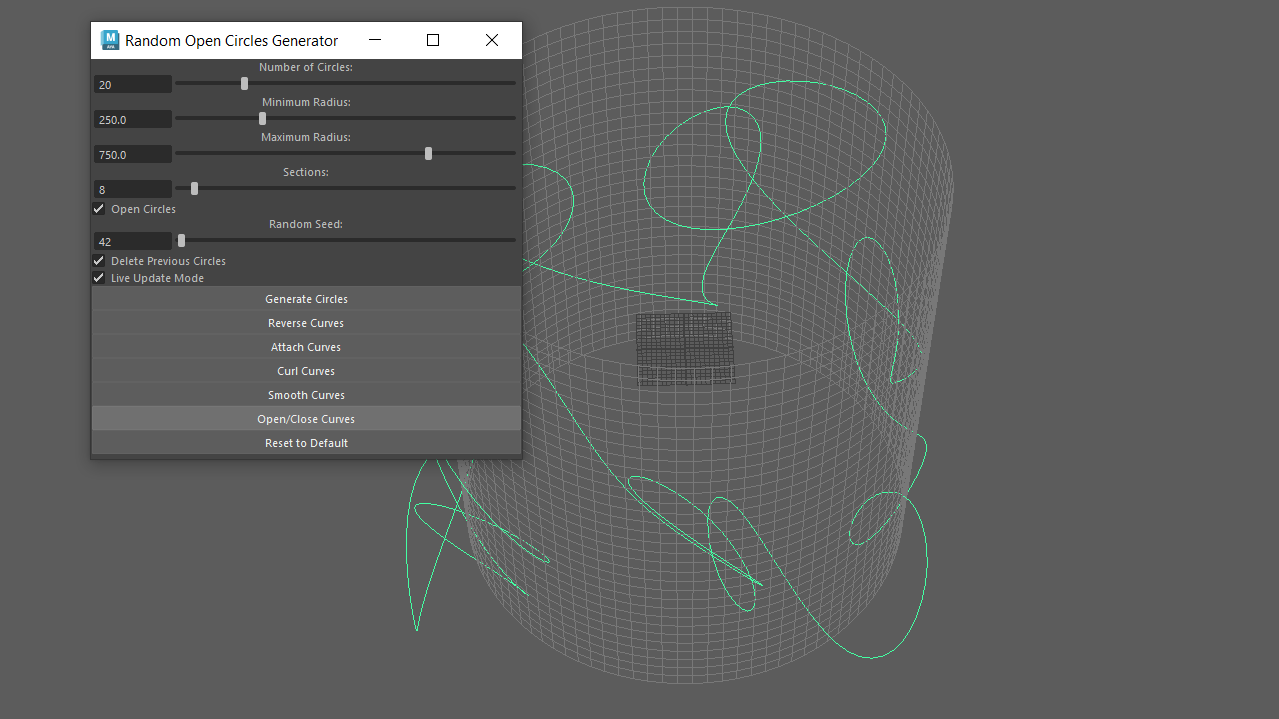 Random Open Circles Generator
Number of Circles:
20
Minimum Radius:
250.0
Maximum Radius:
750.0
Sections:
8
Open Circles
Random Seed:
42
Delete Previous Circles
Live Update Mode
Generate Circles
Reverse Curves
Attach Curves
Curl Curves
Smooth Curves
Open/Close Curves
Reset to Default